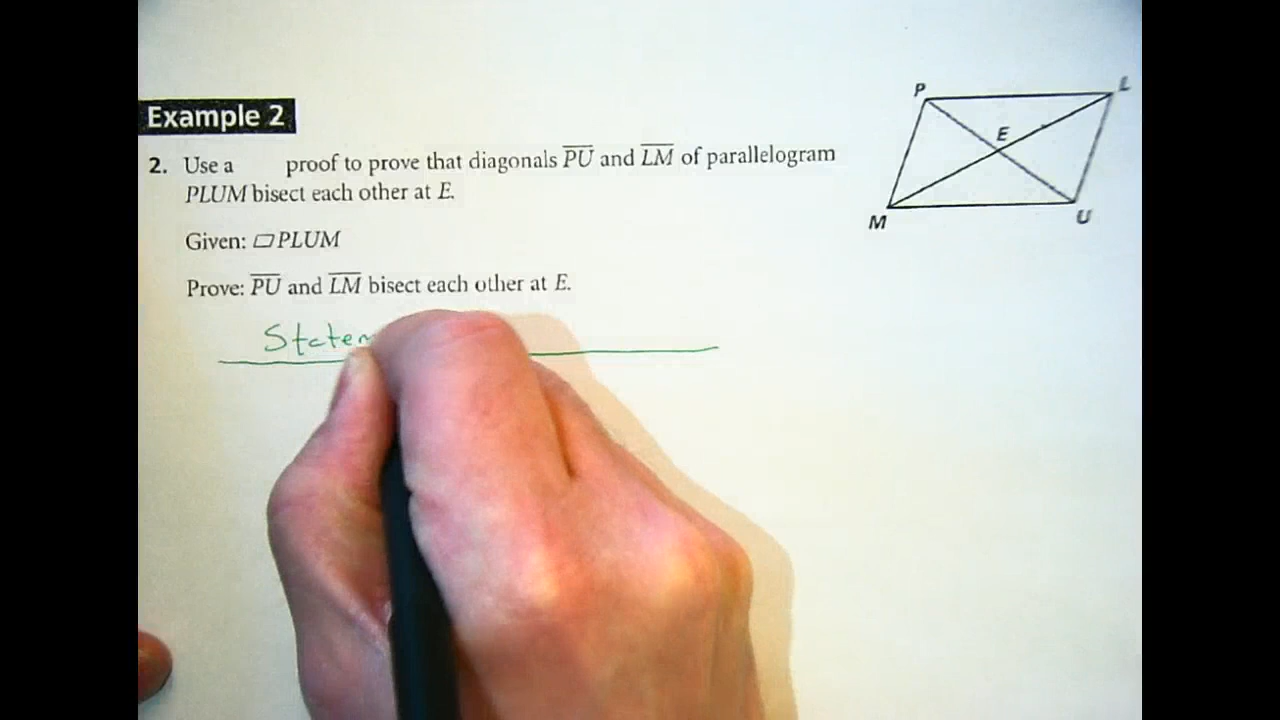 Example 2
2. Use a proof to prove that diagonals PU and LM of parallelogram
PLUM bisect each other at E.
Given: ▱PLUM
Prove: PU and LM bisect each other at E.
P
L
E
M
U